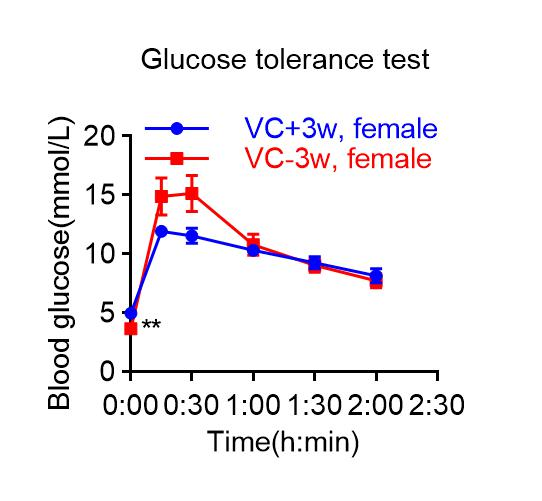 Glucose tolerance test
VC+3w, female
VC-3w, female
Blood glucose(mmol/L)
20
15
10
5
0
**
0:00 0:30 1:00 1:30 2:00 2:30
Time(h:min)